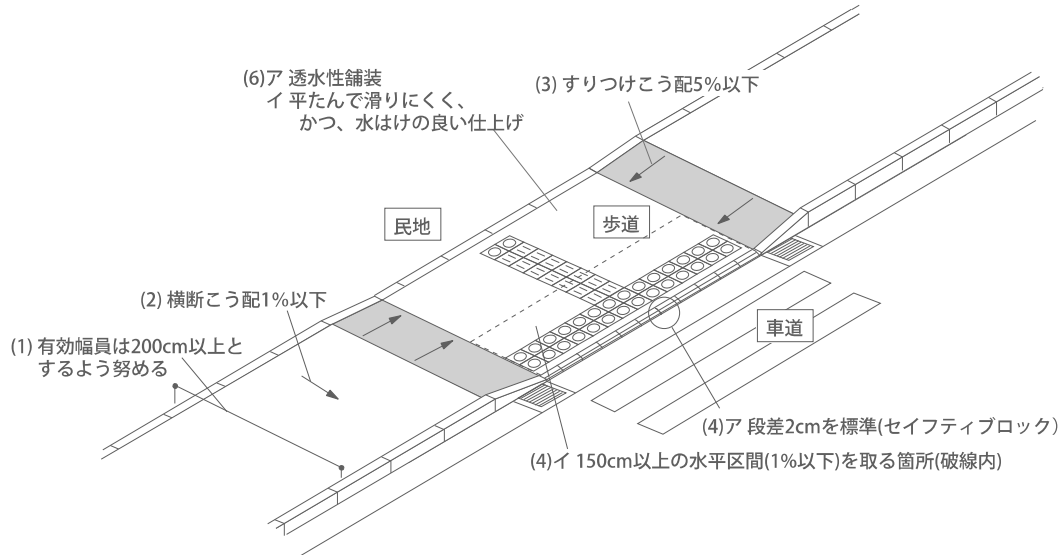 (6)ア 透水性舗装
イ 平たんで滑りにくく、
かつ、水はけの良い仕上げ
(3) すりつけこう配5%以下
民地
歩道
(2) 横断こう配1%以下
(1) 有効幅員は200cm以上と
するよう努める
車道
(4)ア 段差2cmを標準(セイフティブロック)
(4)イ 150cm以上の水平区間(1%以下)を取る箇所(破線内)